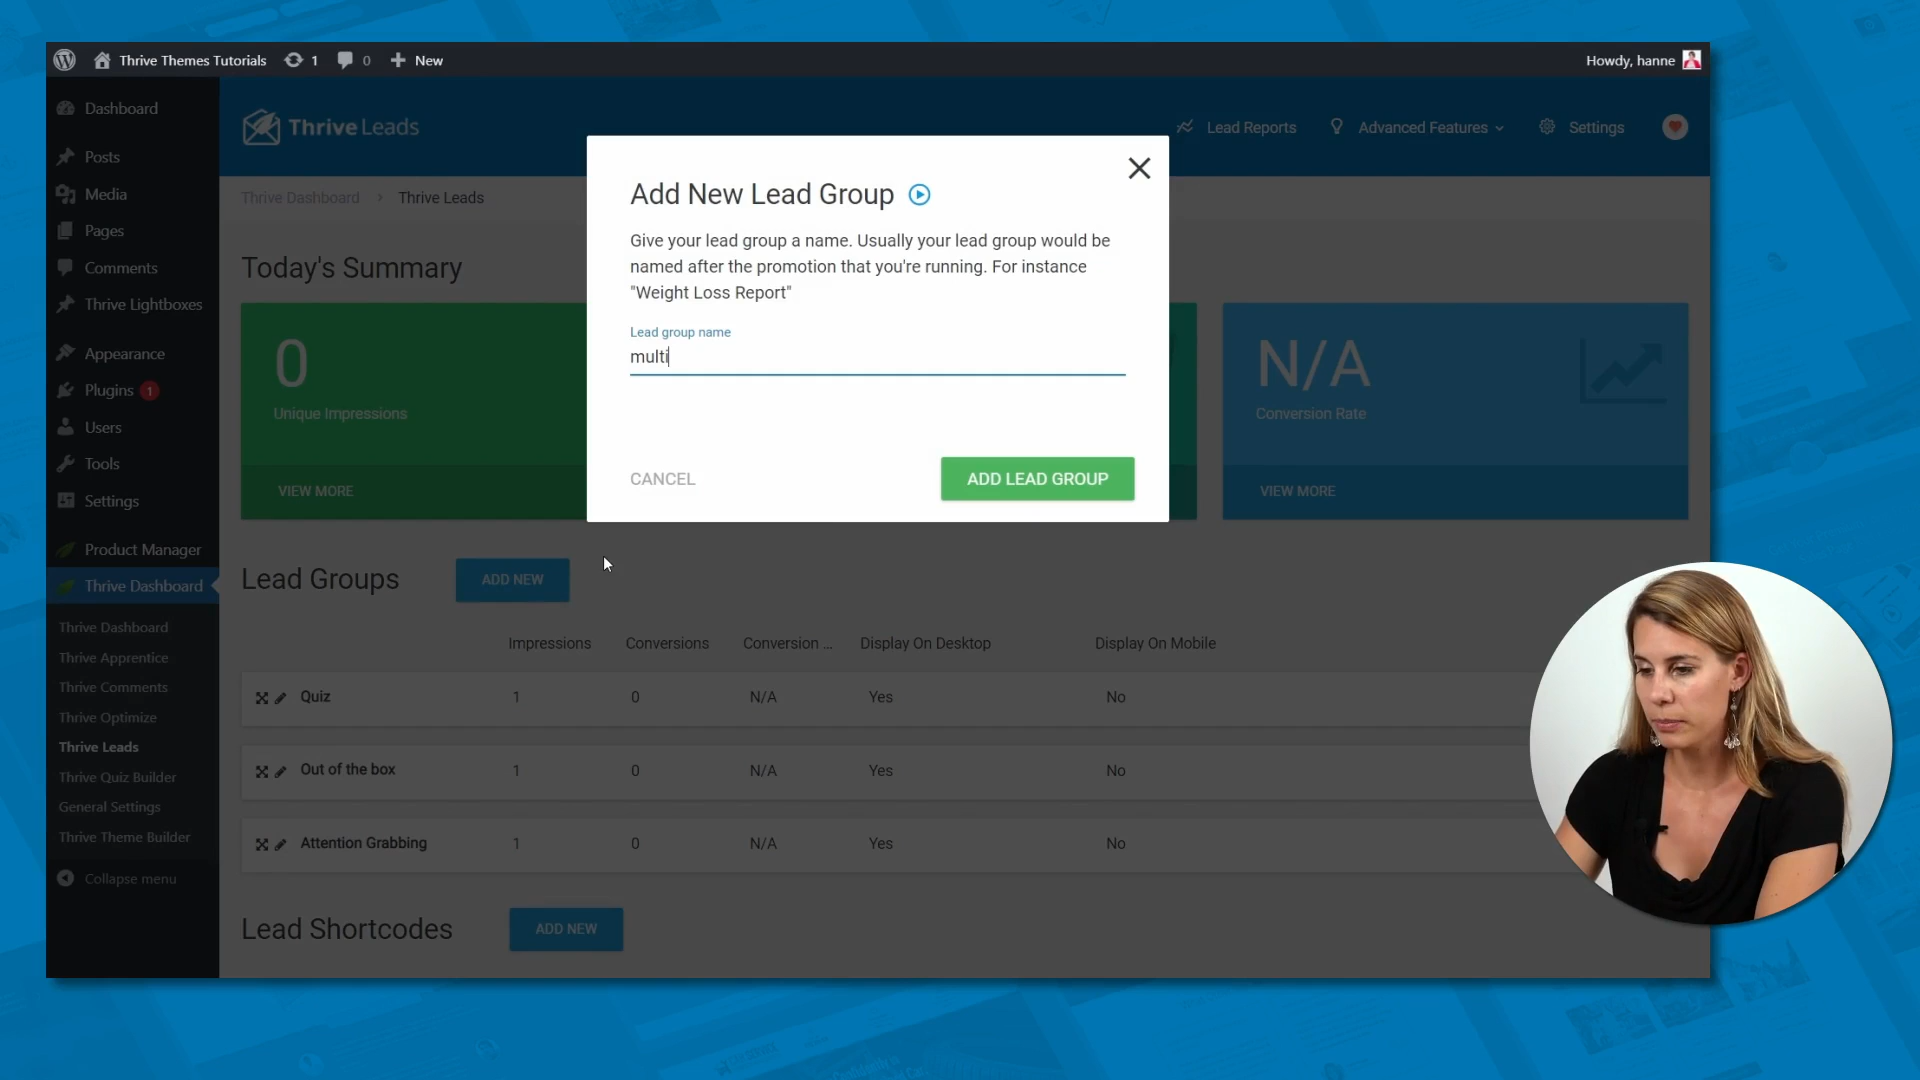 Thrive Themes Tutorials 1 0 New
Howdy, hanne
Dashboard
Posts
Media
Pages
Comments
Thrive Lightboxes
Appearance
Plugins 1
Users
Tools
Settings
Product Manager
Thrive Dashboard
Thrive Dashboard
Thrive Apprentice
Thrive Comments
Thrive Optimize
Thrive Leads
Thrive Quiz Builder
General Settings
Thrive Theme Builder
Collapse menu
Thrive Leads
Lead Reports
Advanced Features
Settings
Thrive Dashboard › Thrive Leads
Today's Summary
0
Unique Impressions
VIEW MORE
N/A
Conversion Rate
VIEW MORE
Add New Lead Group
Give your lead group a name. Usually your lead group would be
named after the promotion that you're running. For instance
"Weight Loss Report"
Lead group name
multi
CANCEL
ADD LEAD GROUP
Lead Groups
ADD NEW
Impressions Conversions Conversion ... Display On Desktop Display On Mobile
Quiz 1 0 N/A Yes No
Out of the box 1 0 N/A Yes No
Attention Grabbing 1 0 N/A Yes No
Lead Shortcodes
ADD NEW